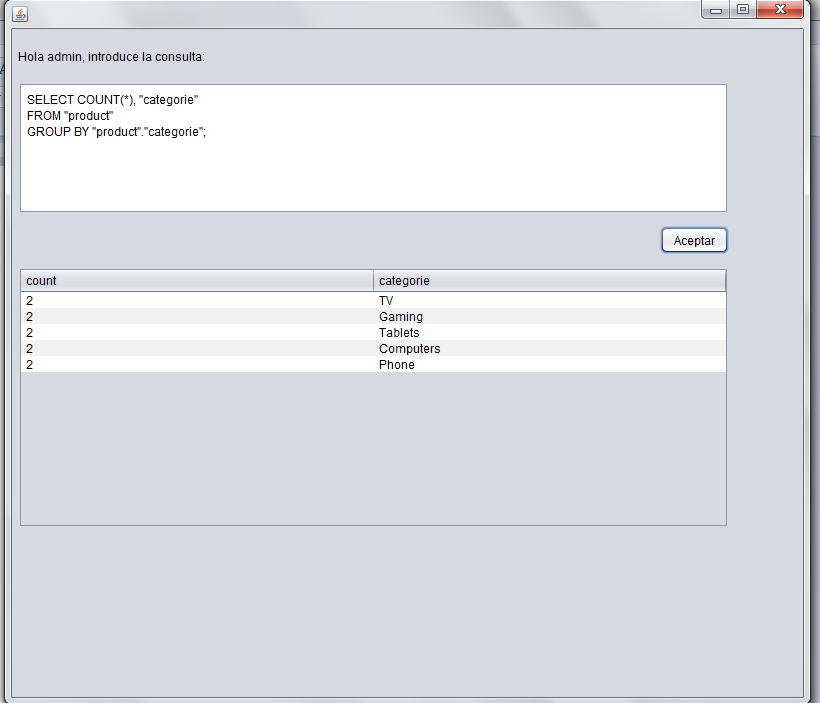 Hola admin, introduce la consulta:
SELECT COUNT(*), "categorie"
FROM "product"
GROUP BY "product"."categorie";
Aceptar
count categorie
2 TV
2 Gaming
2 Tablets
2 Computers
2 Phone